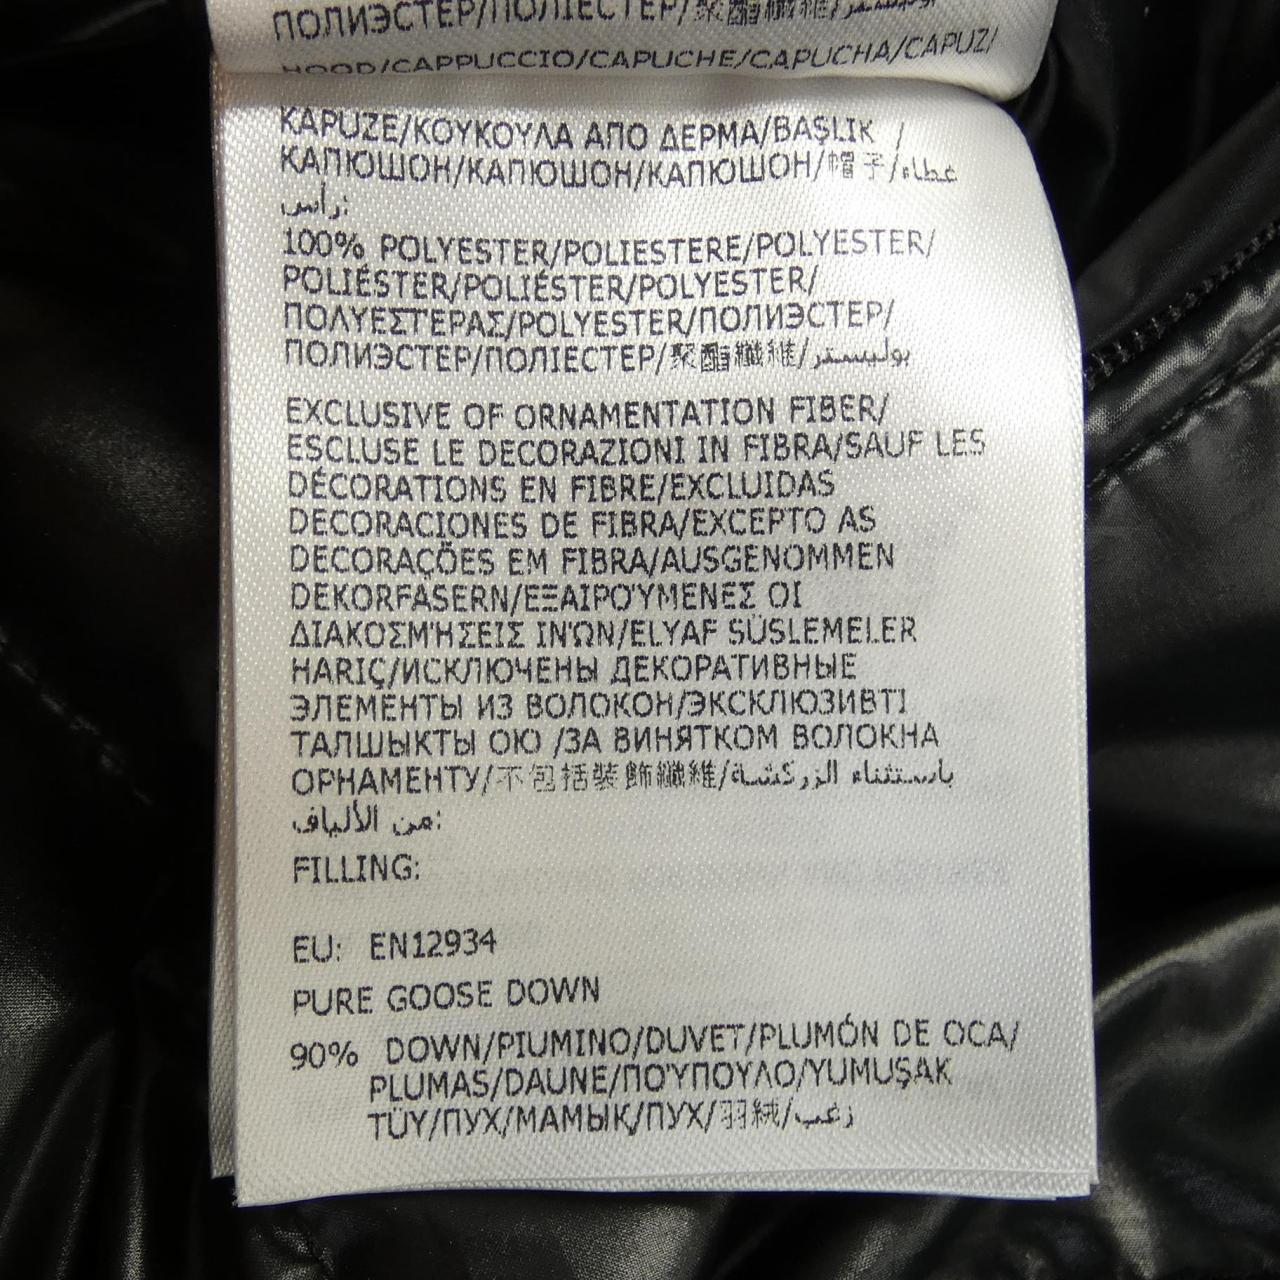 ПОЛИЭСТЕР/ПОЛІЕСТЕР/聚酯纖維/بوليستر
HOOD/CAPPUCCIO/CAPUCHE/CAPUCHA/CAPUZ/
KAPUZE/ΚΟΥΚΟΥΛΑ ΑΠΟ ΔΕΡΜΑ/BAŞLIK /
КАПЮШОН/КАПЮШОН/КАПЮШОН/帽子/غطاء
رأس:
100% POLYESTER/POLIESTERE/POLYESTER/
POLIÉSTER/POLIÉSTER/POLYESTER/
ΠΟΛΥΕΣΤΕΡΑΣ/POLYESTER/ПОЛИЭСТЕР/
ПОЛИЭСТЕР/ПОЛІЕСТЕР/聚酯纖維/بوليستر
EXCLUSIVE OF ORNAMENTATION FIBER/
ESCLUSE LE DECORAZIONI IN FIBRA/SAUF LES
DÉCORATIONS EN FIBRE/EXCLUIDAS
DECORACIONES DE FIBRA/EXCEPTO AS
DECORAÇÕES EM FIBRA/AUSGENOMMEN
DEKORFASERN/ΕΞΑΙΡΟΎΜΕΝΕΣ ΟΙ
ΔΙΑΚΟΣΜΉΣΕΙΣ ΙΝΏΝ/ELYAF SÜSLEMELER
HARIÇ/ИСКЛЮЧЕНЫ ДЕКОРАТИВНЫЕ
ЭЛЕМЕНТЫ ИЗ ВОЛОКОН/ЭКСКЛЮЗИВТІ
ТАЛШЫКТЫ ОЮ /ЗА ВИНЯТКОМ ВОЛОКНА
ОРНАМЕНТУ/不包括裝飾纖維/باستثناء الزركشة
من الألياف:
FILLING:
EU: EN12934
PURE GOOSE DOWN
90% DOWN/PIUMINO/DUVET/PLUMÓN DE OCA/
PLUMAS/DAUNE/ΠΟΎΠΟΥΛΟ/YUMUŞAK
TÜY/ПУХ/МАМЫҚ/ПУХ/羽絨/زغب